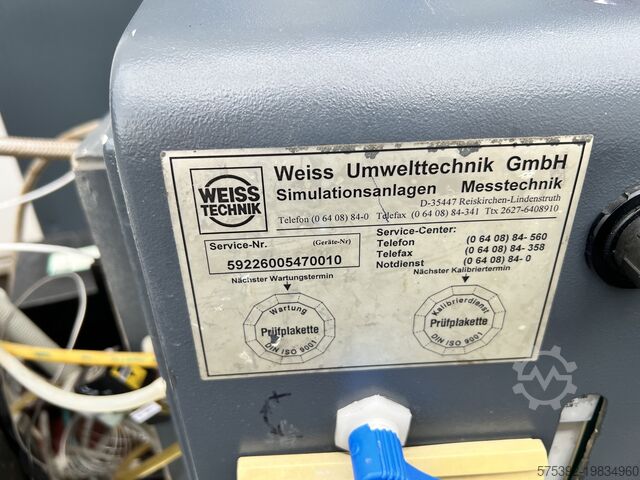 WEISS
TECHNIK
Weiss Umwelttechnik GmbH
Simulationsanlagen Messtechnik
D-35447 Reiskirchen-Lindenstruth
Telefon (0 64 08) 84-0 Telefax (0 64 08) 84-341 Ttx 2627-6408910
Service-Nr. (Geräte-Nr)
59226005470010
Service-Center:
Telefon (0 64 08) 84- 560
Telefax (0 64 08) 84- 358
Notdienst (0 64 08) 84- 0
Nächster Wartungstermin
Nächster Kalibriertermin
Wartung
Prüfplakette
DIN ISO 9001
Kalibrierdienst
Prüfplakette
DIN ISO 9001
575392-19834960